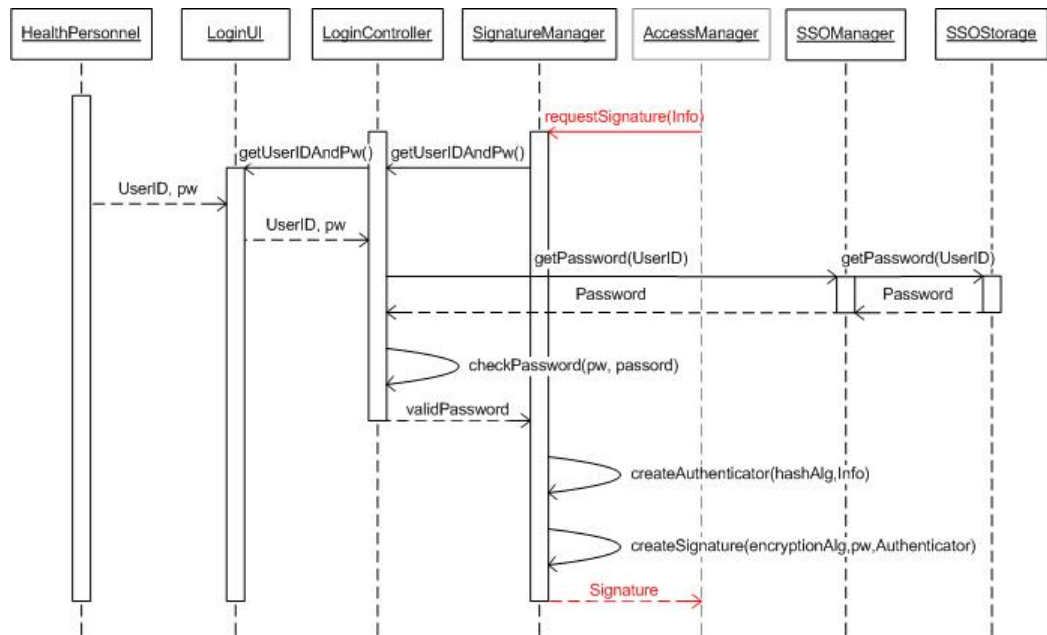 HealthPersonnel
LoginUI
LoginController
SignatureManager
AccessManager
SSOManager
SSOStorage
requestSignature(Info)
getUserIDAndPw()
getUserIDAndPw()
UserID, pw
UserID, pw
getPassword(UserID)
getPassword(UserID)
Password
Password
checkPassword(pw, passord)
validPassword
createAuthenticator(hashAlg,Info)
createSignature(encryptionAlg,pw,Authenticator)
Signature